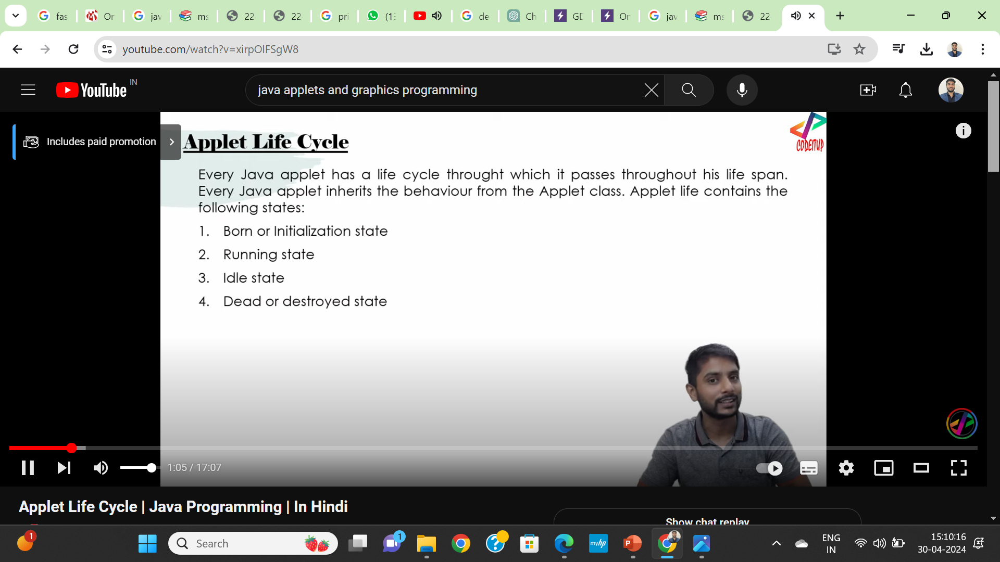 fas
Or
jav
ms
22
22
pri
(13
de
Ch
GD
Or
jav
ms
22
youtube.com/watch?v=xirpOlFSgW8
YouTube IN
java applets and graphics programming
Includes paid promotion
Applet Life Cycle
CODEITUP
Every Java applet has a life cycle throught which it passes throughout his life span.
Every Java applet inherits the behaviour from the Applet class. Applet life contains the
following states:
1. Born or Initialization state
2. Running state
3. Idle state
4. Dead or destroyed state
1:05 / 17:07
Applet Life Cycle | Java Programming | In Hindi
Show chat replay
1
Search
1
myhp
ENG
IN
15:10:16
30-04-2024